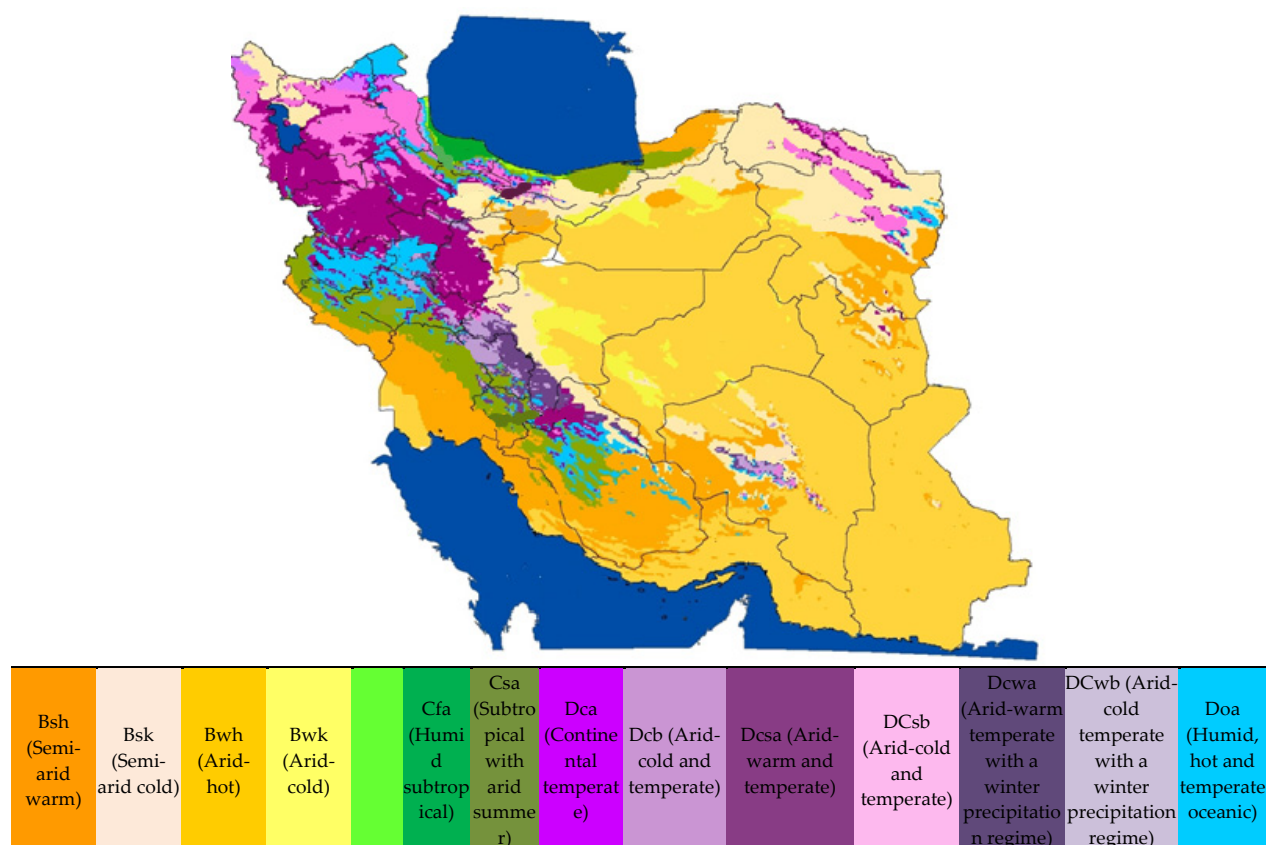 Bsh
(Semi-
arid
warm)
Bsk
(Semi-
arid cold)
Bwh
(Arid-
hot)
Bwk
(Arid-
cold)
Cfa
(Humi
d
subtrop
ical)
Csa
(Subtro
pical
with
arid
summe
r)
Dca
(Contine
ntal
temperat
e)
Dcb (Arid-
cold and
temperate)
Dcsa (Arid-
warm and
temperate)
DCsb
(Arid-cold
and
temperate)
Dcwa
(Arid-warm
temperate
with a
winter
precipitatio
n regime)
DCwb (Arid-
cold
temperate
with a
winter
precipitation
regime)
Doa
(Humid,
hot and
temperate
oceanic)